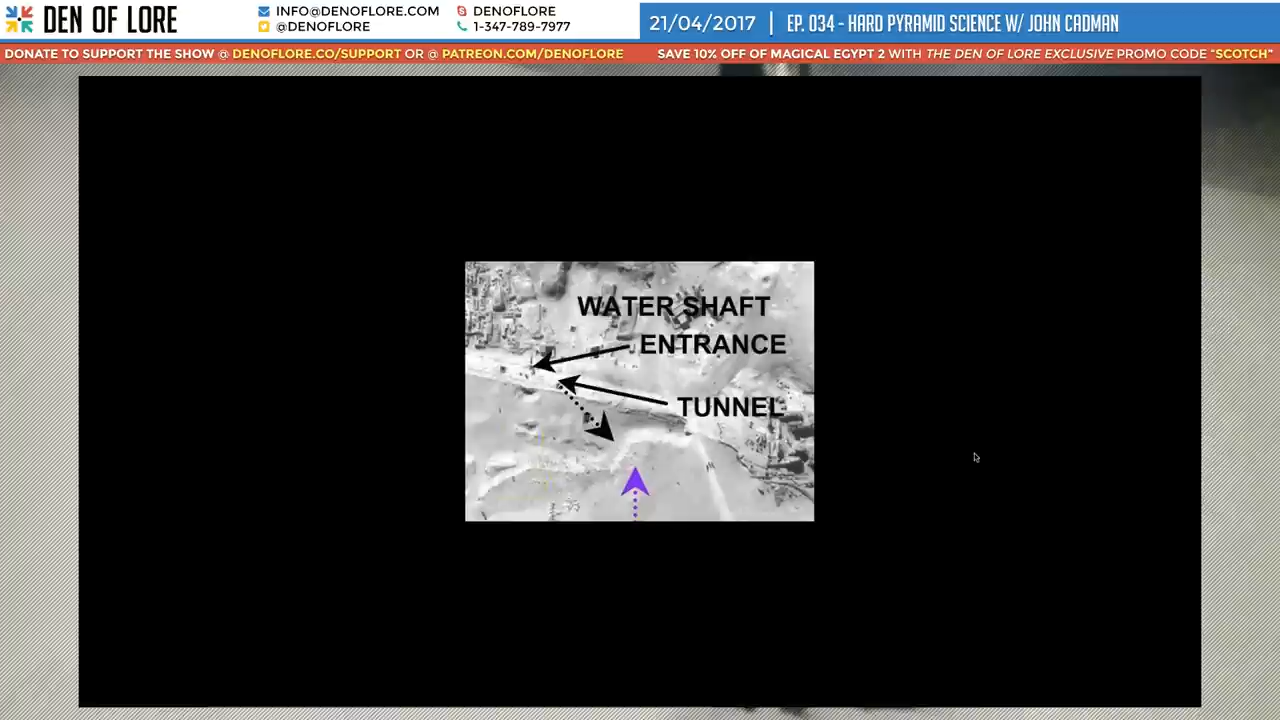 DEN OF LORE
INFO@DENOFLORE.COM
@DENOFLORE
DENOFLORE
1-347-789-7977
21/04/2017 | EP. 034 - HARD PYRAMID SCIENCE W/ JOHN CADMAN
DONATE TO SUPPORT THE SHOW @ DENOFLORE.CO/SUPPORT OR @ PATREON.COM/DENOFLORE
SAVE 10% OFF OF MAGICAL EGYPT 2 WITH THE DEN OF LORE EXCLUSIVE PROMO CODE "SCOTCH"
WATER SHAFT
ENTRANCE
TUNNEL